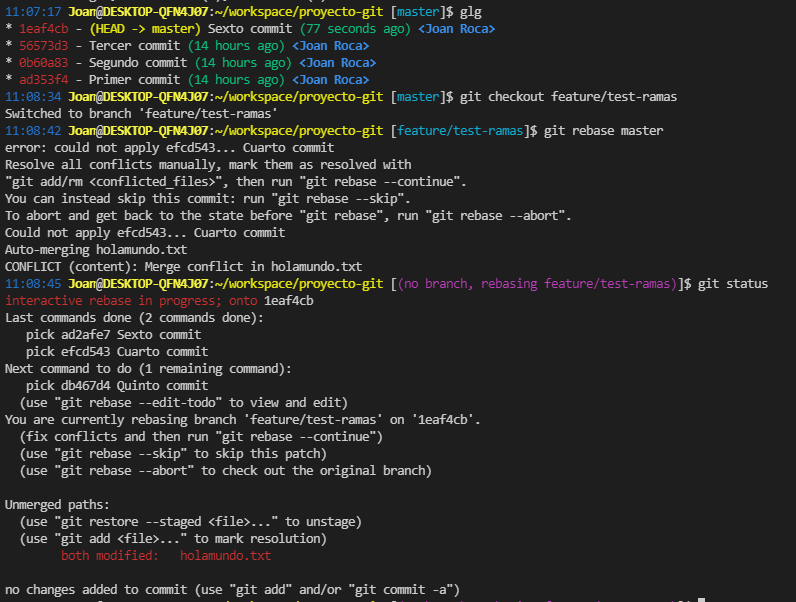 11:07:17 Joan@DESKTOP-QFN4J07:~/workspace/proyecto-git [master]$ glg
* 1eaf4cb - (HEAD -> master) Sexto commit (77 seconds ago) <Joan Roca>
* 56573d3 - Tercer commit (14 hours ago) <Joan Roca>
* 0b60a83 - Segundo commit (14 hours ago) <Joan Roca>
* ad353f4 - Primer commit (14 hours ago) <Joan Roca>
11:08:34 Joan@DESKTOP-QFN4J07:~/workspace/proyecto-git [master]$ git checkout feature/test-ramas
Switched to branch 'feature/test-ramas'
11:08:42 Joan@DESKTOP-QFN4J07:~/workspace/proyecto-git [feature/test-ramas]$ git rebase master
error: could not apply efcd543... Cuarto commit
Resolve all conflicts manually, mark them as resolved with
"git add/rm <conflicted_files>", then run "git rebase --continue".
You can instead skip this commit: run "git rebase --skip".
To abort and get back to the state before "git rebase", run "git rebase --abort".
Could not apply efcd543... Cuarto commit
Auto-merging holamundo.txt
CONFLICT (content): Merge conflict in holamundo.txt
11:08:45 Joan@DESKTOP-QFN4J07:~/workspace/proyecto-git [(no branch, rebasing feature/test-ramas)]$ git status
interactive rebase in progress; onto 1eaf4cb
Last commands done (2 commands done):
   pick ad2afe7 Sexto commit
   pick efcd543 Cuarto commit
Next command to do (1 remaining command):
   pick db467d4 Quinto commit
  (use "git rebase --edit-todo" to view and edit)
You are currently rebasing branch 'feature/test-ramas' on '1eaf4cb'.
  (fix conflicts and then run "git rebase --continue")
  (use "git rebase --skip" to skip this patch)
  (use "git rebase --abort" to check out the original branch)
Unmerged paths:
  (use "git restore --staged <file>..." to unstage)
  (use "git add <file>..." to mark resolution)
        both modified:   holamundo.txt
no changes added to commit (use "git add" and/or "git commit -a")